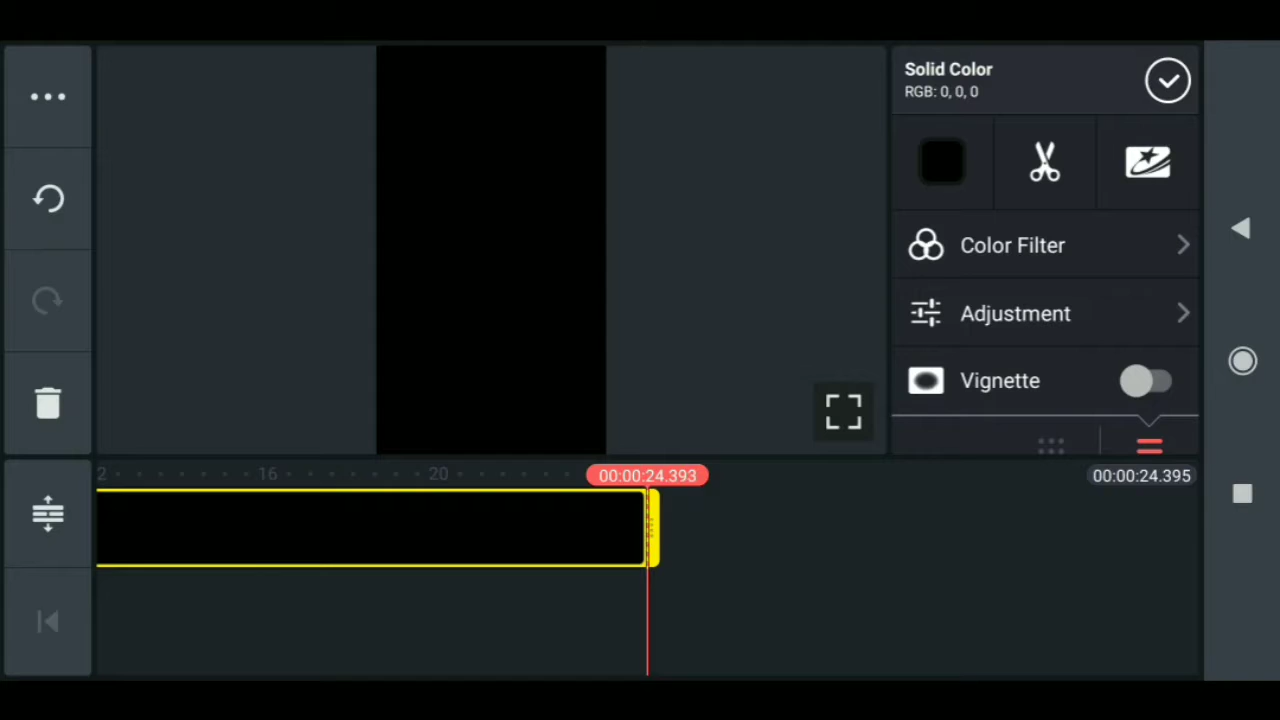 Solid Color
RGB: 0, 0, 0
Color Filter
Adjustment
Vignette
2 16 20 00:00:24.393 00:00:24.395